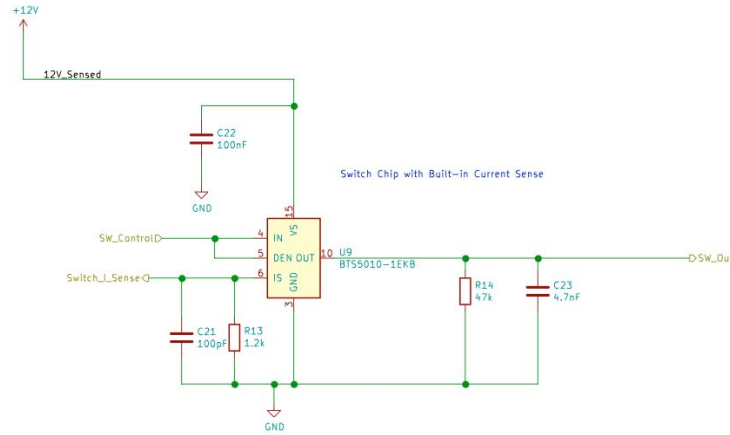 +12V
12V_Sensed
C22
100nF
GND
Switch Chip with Built-in Current Sense
15
VS
SW_Control
4
IN
5
DEN
OUT
10
U9
BTS5010-1EKB
SW_Ou
Switch_I_Sense
6
IS
GND
3
R14
47k
C23
4.7nF
C21
100pF
R13
1.2k
GND